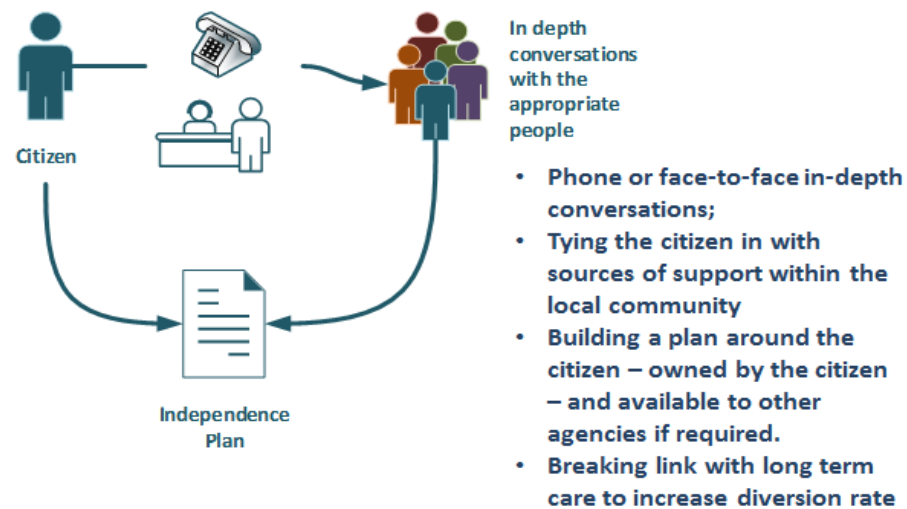 In depth
conversations
with the
appropriate
people
Citizen
Independence
Plan
• Phone or face-to-face in-depth
conversations;
• Tying the citizen in with
sources of support within the
local community
• Building a plan around the
citizen – owned by the citizen
– and available to other
agencies if required.
• Breaking link with long term
care to increase diversion rate